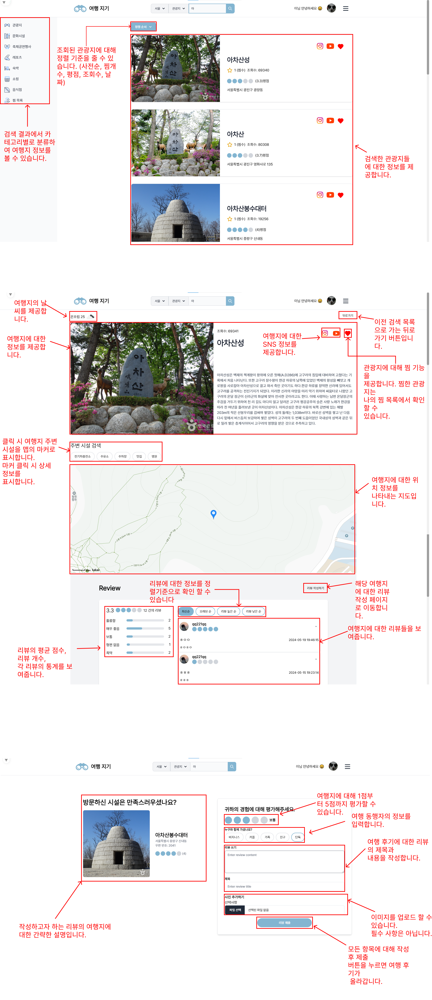 여행 지기
서울
관광지
아
이님 안녕하세요
관광지
문화시설
축제공연행사
레포츠
숙박
쇼핑
음식점
찜 목록
검색 결과에서 카
테고리별로 분류하
여 여행지 정보를
볼 수 있습니다.
정렬 순서
조회된 관광지에 대해
정렬 기준을 줄 수 있
습니다. (사전순, 찜개
수, 평점, 조회수, 날
짜)
아차산
아차산성
1 (찜수) 조회수: 69340
(3.3)평점
서울특별시 광진구 광장동
아차산
아차산
1 (찜수) 조회수: 80308
(3.7)평점
서울특별시 광진구 영화사로 135
아차산봉수대터
1 (찜수) 조회수: 19256
(4)평점
서울특별시 중랑구 신내동
검색한 관광지들
에 대한 정보를 제
공합니다.
여행 지기
서울
관광지
아
이님 안녕하세요
여행지의 날
씨를 제공합
니다.
온흐림 25
뒤로가기
이전 검색 목록
으로 가는 뒤로
가기 버튼입니
다.
여행지에 대한
정보를 제공합
니다.
아차산
峨嵯山
한국관광
조회수: 69341
아차산성
여행지에 대한
SNS 정보를
제공합니다.
관광지에 대해 찜 기능
을
제공합니다. 찜한 관광
지는
나의 찜 목록에서 확인
할 수
있습니다.
아차산성은 백제의 책계왕이 왕위에 오른 첫해(A.D286)에 고구려의 침입에 대비하여 고쳤다는 기
록에서 처음 나타난다. 또한 고구려 장수왕이 한강 하류의 남쪽에 있었던 백제의 왕성을 빼앗고 개
로왕을 사로잡아 아차산성으로 끌고 와서 죽인 곳이기도 하다.한강 하류를 장악한 신라에 있어서도
고구려를 공격하는 전진기지가 되었다. 이러한 신라의 야망을 미리 막기 위하여 싸움터로 나왔던 고
구려의 온달 장군이 신라군의 화살에 맞아 전사한 곳이라고도 한다. 이때 사랑하는 남편 온달장군의
주검을 거두기 위하여 천 리 길도 마다치 않고 달려온 고구려 평강공주의 슬픈 사랑 노래가 한강을
따라 천 여년을 흘려보낸 곳이 아차산성이다. 아차산성은 한강 하류의 북쪽 강변에 있는 해발
203m의 작은 산봉우리를 감싸며 쌓았다. 성의 둘레는 1,038m이다. 바로선 성벽을 쌓고 난 다음
다시 밑에서 비스듬히 보강하여 쌓은 성벽이 고구려의 두 번째 도읍이었던 국내성의 성벽과 같은 뒤
로 밀려 쌓은 층계식이어서 고구려의 영향을 받은 것으로 추측하고 있다.
클릭 시 여행지 주변
시설을 맵의 마커로
표시합니다.
마커 클릭 시 상세
정보를
표시합니다.
주변 시설 검색
전기차충전소
주유소
주차장
맛집
병원
정자
정자
P
P
kakao
여행지에 대한 위
치 정보를
나타내는 지도입
니다.
Review
리뷰에 대한 정보를 정
렬기준으로 확인 할 수
있습니다
리뷰 작성하기
해당 여행지
에 대한 리뷰
작성 페이지
로 이동합니
다.
3.3
12 건의 리뷰
훌륭함 2
매우 좋음 5
보통 2
형편 없음 1
최악 2
최신순
오래된 순
리뷰 높은 순
리뷰 낮은 순
qq221qq
ㅎㅇㅇ
2024-05-19 19:46:15
ㅎㅇㅎㅇ
qq221qq
ㅎㅎㅎ
2024-05-15 19:23:14
ㅎㅎㅎ
여행지에 대한 리뷰들을 보
여줍니다.
리뷰의 평균 점수,
리뷰 개수,
각 리뷰의 통계를 보
여줍니다.
여행 지기
서울
관광지
아
이님 안녕하세요
방문하신 시설은 만족스러우셨나요?
아차산봉수대터
서울특별시 중랑구 신내동
우편 번호: 2041
(4)
작성하고자 하는 리뷰의 여행지에
대한 간략한 설명입니다.
여행지에 대해 1점부
터 5점까지 평가할 수
있습니다.
귀하의 경험에 대해 평가해주세요.
보통
여행 동행자의 정보를
입력합니다.
누구와 함께 가셨나요?
비지니스
커플
가족
친구
단독
여행 후기에 대한 리뷰
의 제목과
내용을 작성합니다.
리뷰 쓰기
Enter review content
제목
Enter review title
사진 추가하기
선택사항
파일 선택
선택된 파일 없음
이미지를 업로드 할 수
있습니다.
필수 사항은 아닙니다.
리뷰 제출
모든 항목에 대해 작성
후 제출
버튼을 누르면 여행 후
기가
올라갑니다.